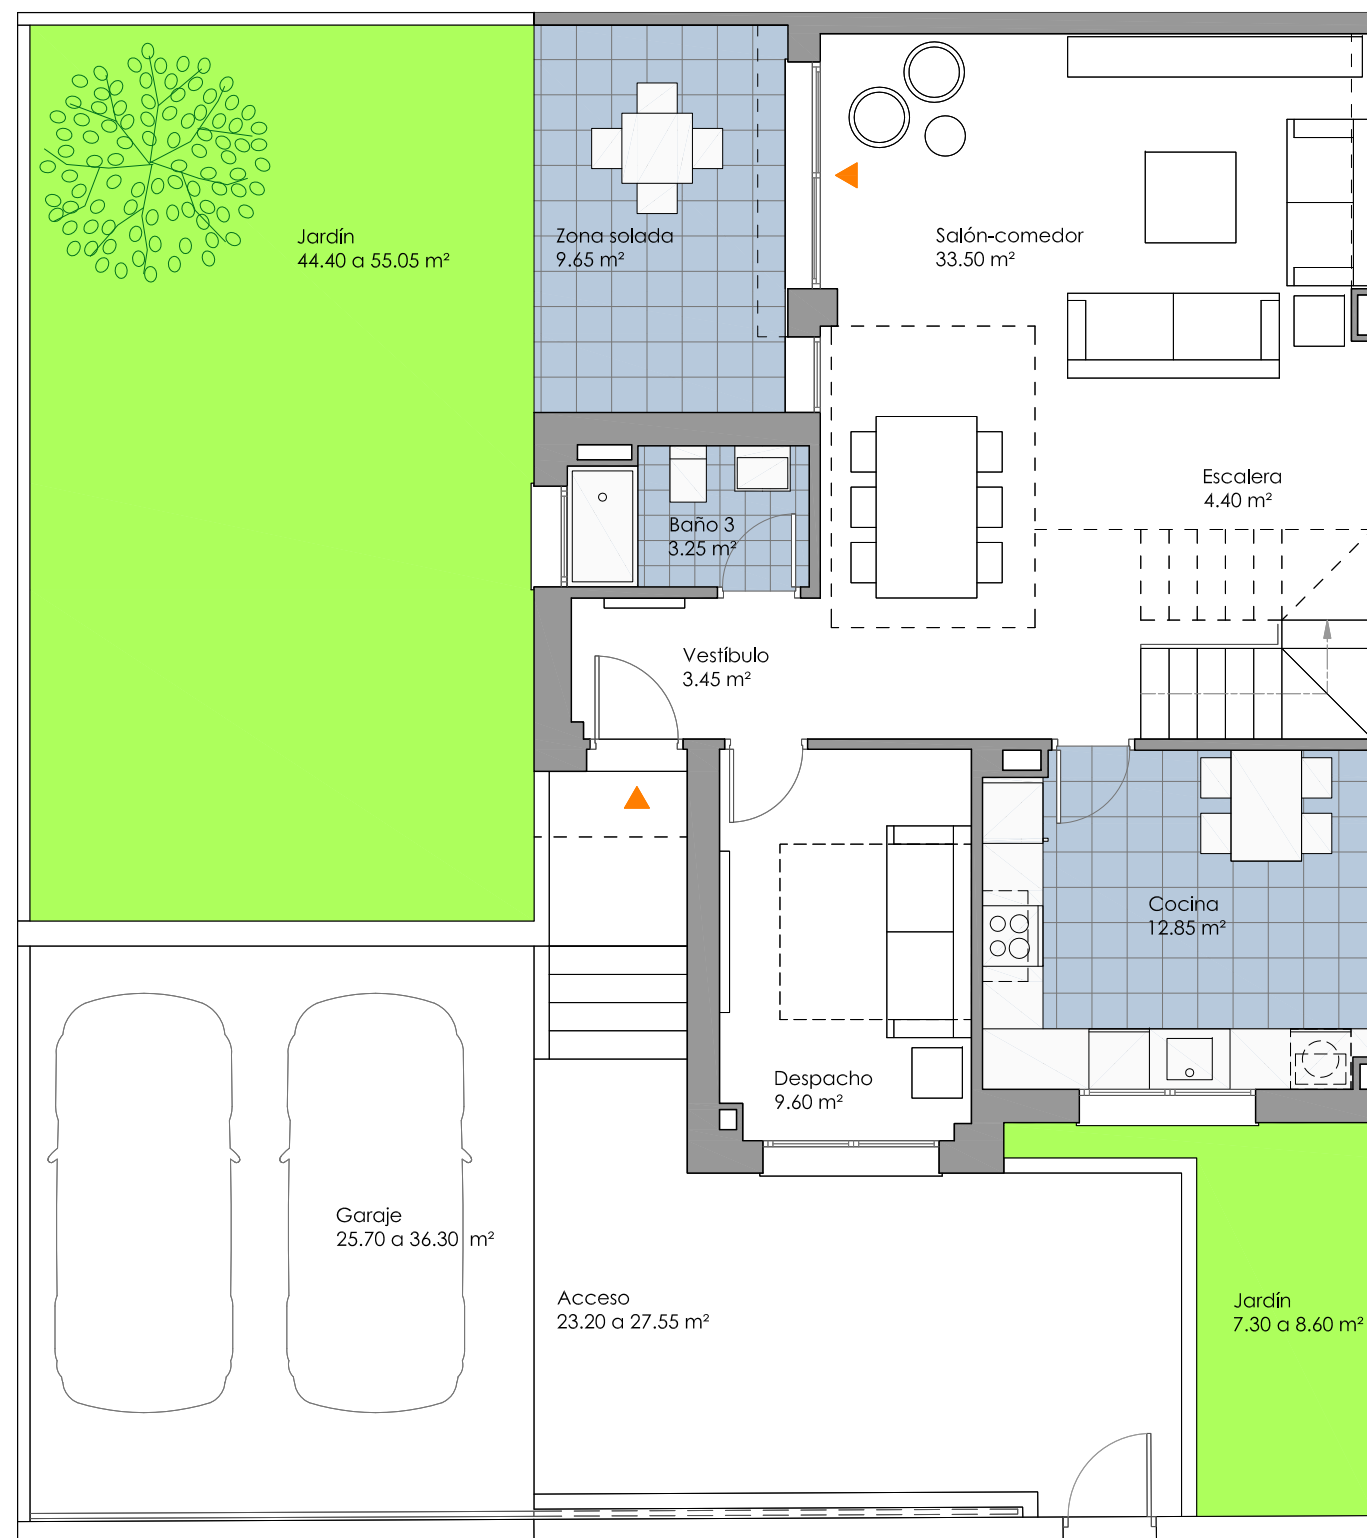 Jardín
44.40 a 55.05 m²
Zona solada
9.65 m²
Salón-comedor
33.50 m²
Escalera
4.40 m²
Baño 3
3.25 m²
Vestíbulo
3.45 m²
Cocina
12.85 m²
Despacho
9.60 m²
Garaje
25.70 a 36.30 m²
Acceso
23.20 a 27.55 m²
Jardín
7.30 a 8.60 m²